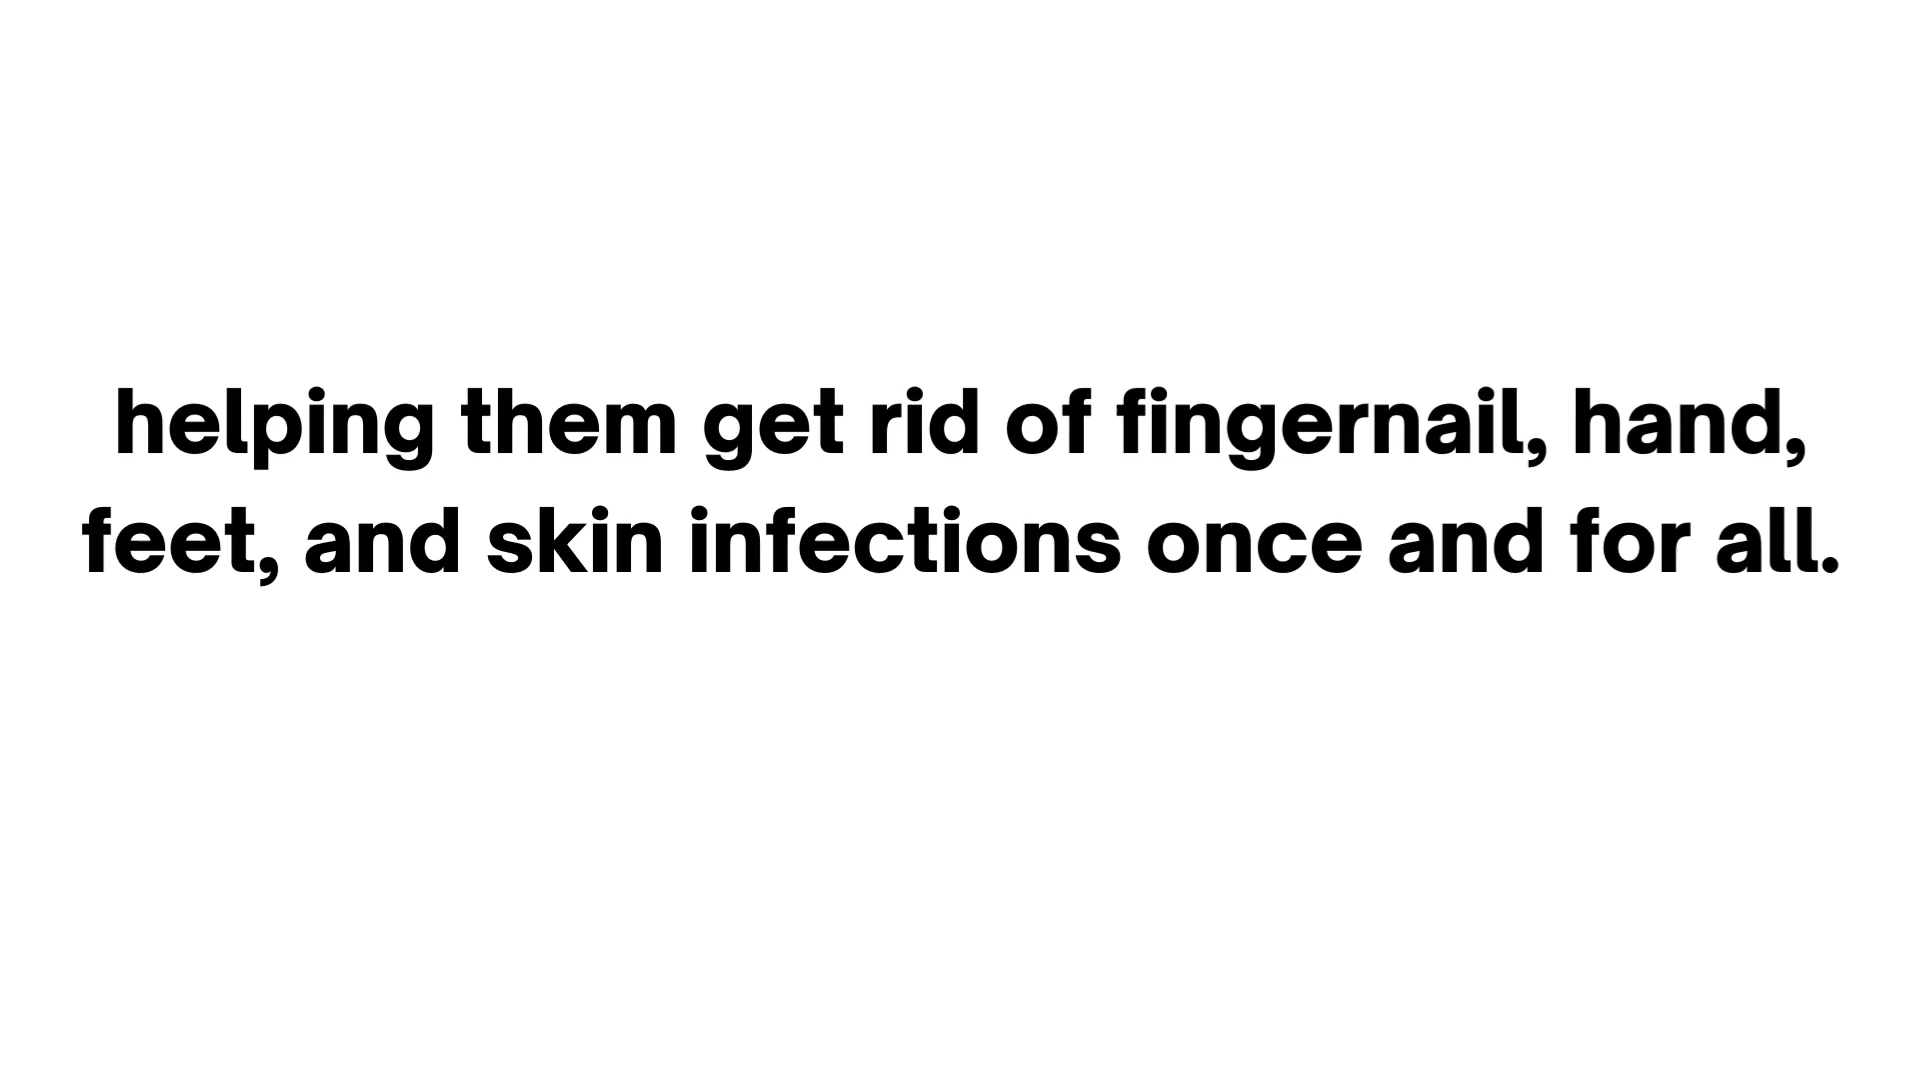 helping them get rid of fingernail, hand,
feet, and skin infections once and for all.